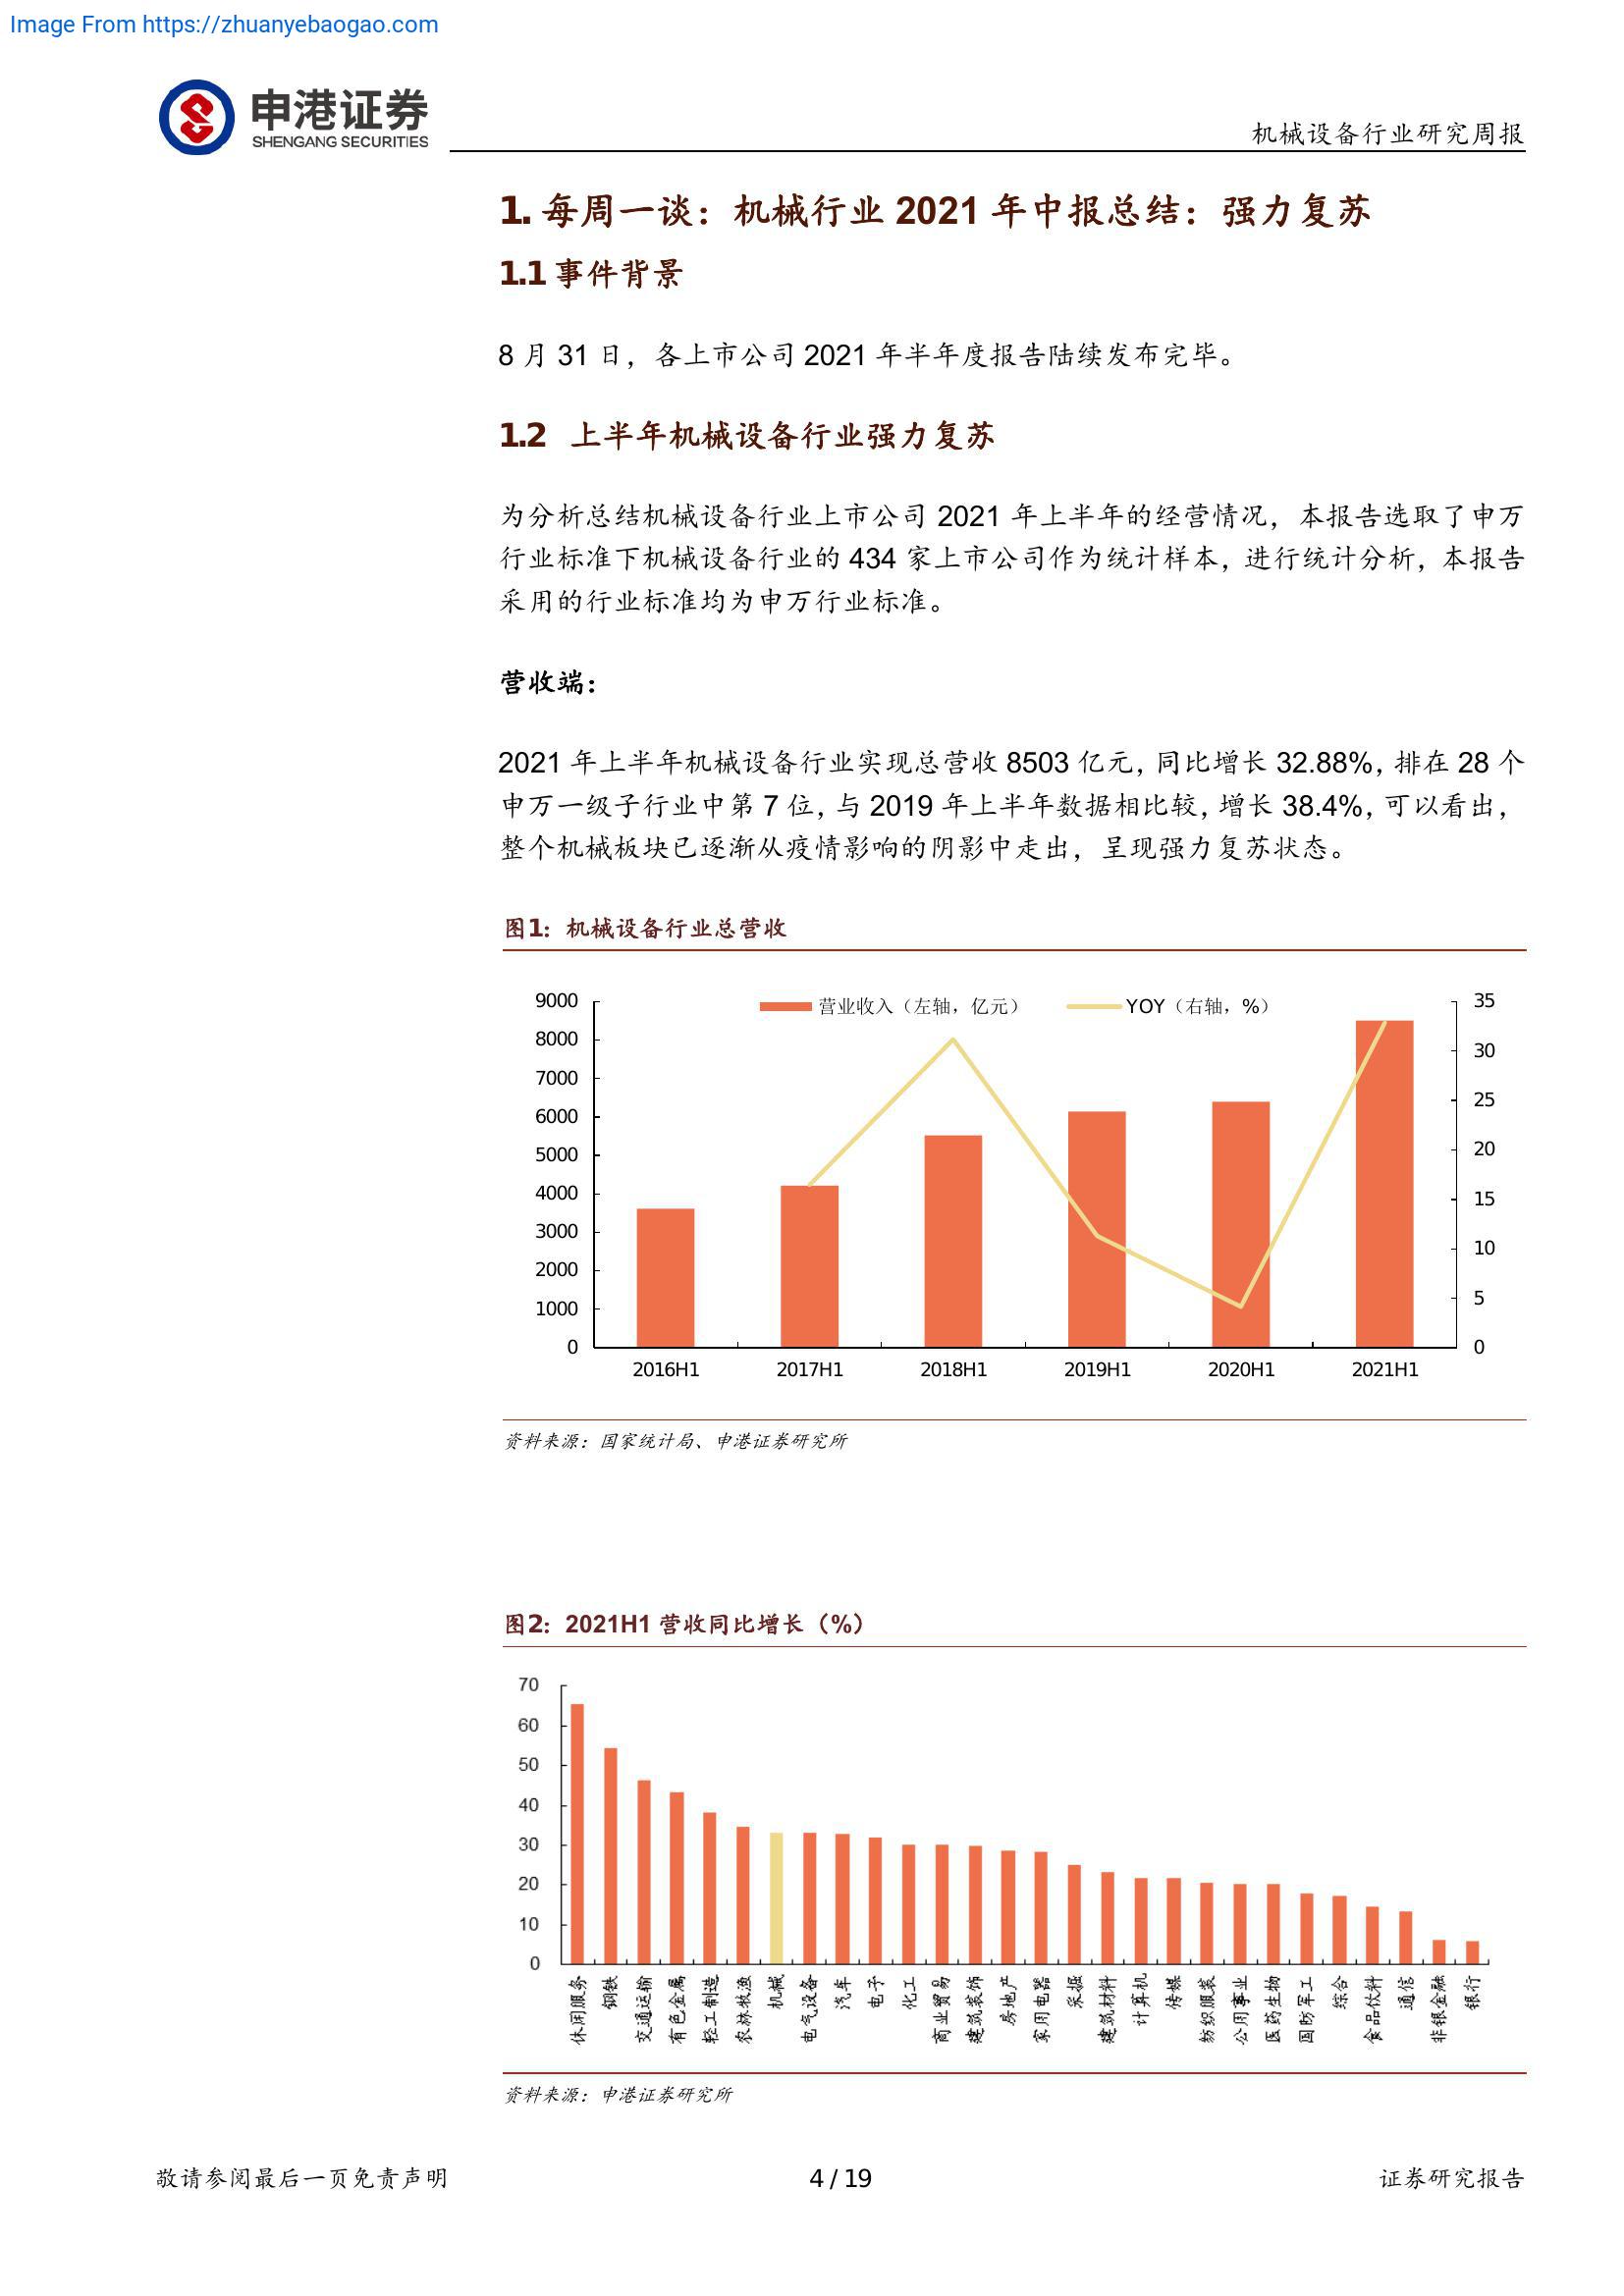 Image From https://zhuanyebaogao.com
申港证券
SHENGANG SECURITIES
机械设备行业研究周报
1. 每周一谈：机械行业 2021 年中报总结：强力复苏
1.1 事件背景
8 月 31 日，各上市公司 2021 年半年度报告陆续发布完毕。
1.2 上半年机械设备行业强力复苏
为分析总结机械设备行业上市公司 2021 年上半年的经营情况，本报告选取了申万
行业标准下机械设备行业的 434 家上市公司作为统计样本，进行统计分析，本报告
采用的行业标准均为申万行业标准。
营收端：
2021 年上半年机械设备行业实现总营收 8503 亿元，同比增长 32.88%，排在 28 个
申万一级子行业中第 7 位，与 2019 年上半年数据相比较，增长 38.4%，可以看出，
整个机械板块已逐渐从疫情影响的阴影中走出，呈现强力复苏状态。
图1：机械设备行业总营收
营业收入（左轴，亿元） YOY（右轴，%）
9000 35
8000 30
7000 25
6000 20
5000 15
4000 10
3000 5
2000 0
1000
0
2016H1 2017H1 2018H1 2019H1 2020H1 2021H1
资料来源：国家统计局、申港证券研究所
图2：2021H1 营收同比增长（%）
70
60
50
40
30
20
10
0
休闲服务 钢铁 交通运输 有色金属 轻工制造 农林牧渔 机械 电气设备 汽车 电子 化工 商业贸易 建筑装饰 房地产 家用电器 采掘 建筑材料 计算机 传媒 纺织服装 公用事业 医药生物 国防军工 综合 食品饮料 通信 非银金融 银行
资料来源：申港证券研究所
敬请参阅最后一页免责声明 4 / 19 证券研究报告